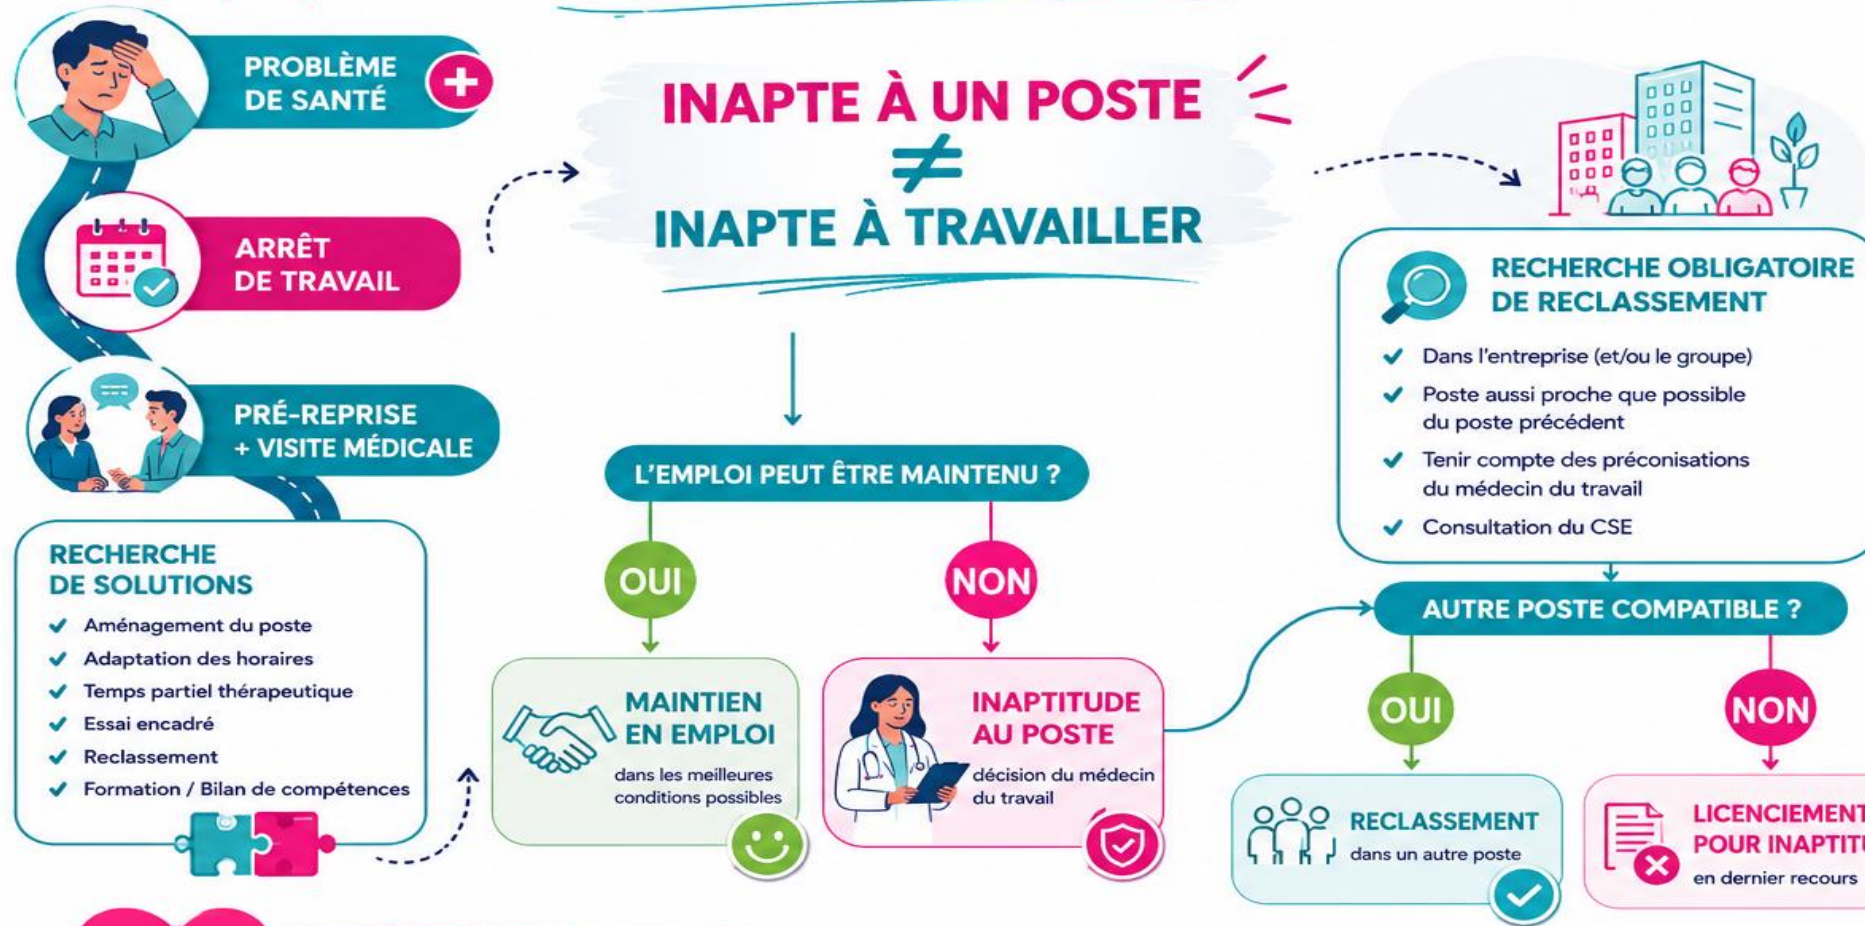 PROBLÈME
DE SANTÉ
ARRÊT
DE TRAVAIL
PRÉ-REPRISE
+ VISITE MÉDICALE
RECHERCHE
DE SOLUTIONS
Aménagement du poste
Adaptation des horaires
Temps partiel thérapeutique
Essai encadré
Reclassement
Formation / Bilan de compétences
INAPTE À UN POSTE
≠
INAPTE À TRAVAILLER
L'EMPLOI PEUT ÊTRE MAINTENU ?
OUI
NON
MAINTIEN
EN EMPLOI
dans les meilleures
conditions possibles
INAPTITUDE
AU POSTE
décision du médecin
du travail
RECHERCHE OBLIGATOIRE
DE RECLASSEMENT
Dans l'entreprise (et/ou le groupe)
Poste aussi proche que possible
du poste précédent
Tenir compte des préconisations
du médecin du travail
Consultation du CSE
AUTRE POSTE COMPATIBLE ?
OUI
NON
RECLASSEMENT
dans un autre poste
LICENCIEMENT
POUR INAPTITU
en dernier recours